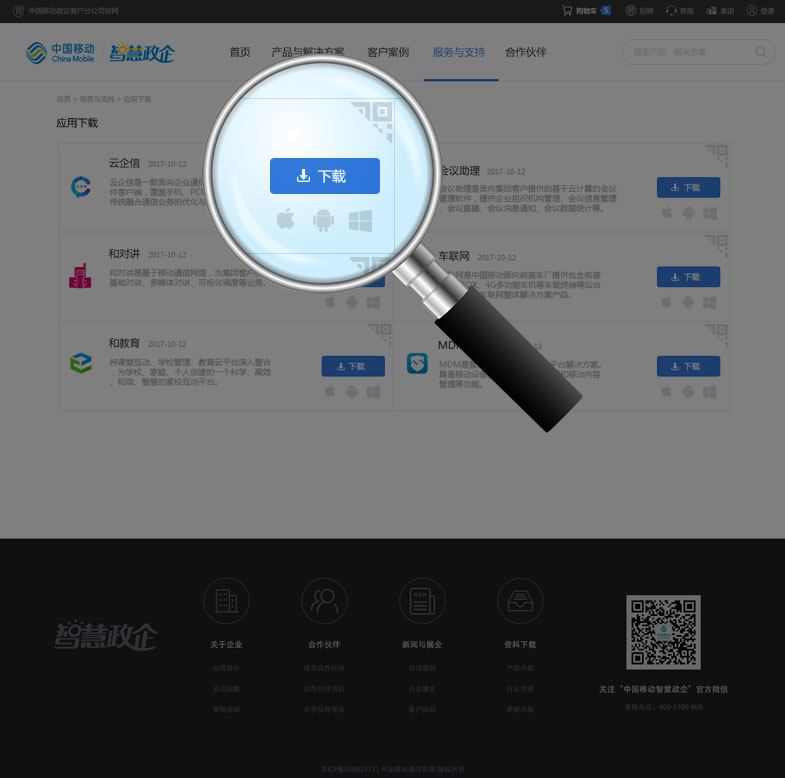 中国移动政企客户分公司官网
购物车 5 招聘 客服 集团 登录
中国移动
China Mobile
智慧政企
首页 产品与解决方案 客户案例 服务与支持 合作伙伴
搜索产品、解决方案
首页 > 服务与支持 > 应用下载
应用下载
云企信 2017-10-12
云企信是一款面向企业通信
件客户端，覆盖手机、PC
传统融合通信业务的优化与
下载
会议助理 2017-10-12
会议助理是面向集团客户提供的基于云计算的会议
管理软件，提供企业组织机构管理、会议信息管理
、会议直播、会议消息通知、会议数据统计等。
下载
和对讲 2017-10-12
和对讲是基于移动通信网络，为集团客户
基础对讲、多媒体对讲、可视化调度等业务。
车联网 2017-10-12
网是中国移动面向前装车厂提供包含前装
OX、4G多功能车机等车载终端等后台
车联网整体解决方案产品。
下载
和教育 2017-10-12
将课堂互动、学校管理、教育云平台深入整合
，为学校、家庭、个人创建的一个科学、高效
、和谐、智慧的家校互动平台。
下载
MD
MDM是
平台解决方案。
具备移动设
和移动内容
管理等功能。
下载
智慧政企
关于企业 合作伙伴 新闻与展会 资料下载
公司简介 成为合作伙伴 公司新闻 产品内容
公司招聘 合作伙伴培训 行业展会 行业内容
营销活动 合作伙伴专区 客户活动 案例内容
NEW
关注“中国移动智慧政企”官方微信
客服电话：400-1100-868
京ICP备05002571 | 中国移动通信集团 版权所有